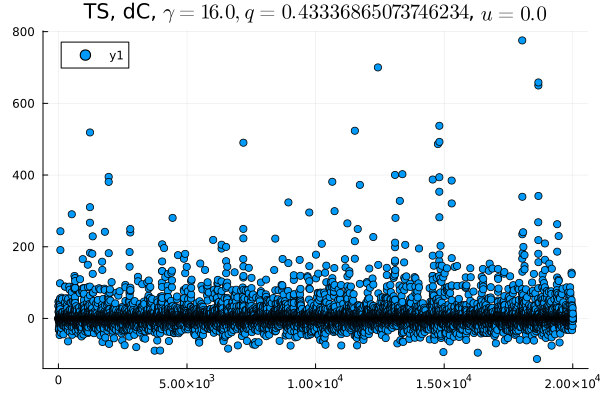 TS, dC, γ = 16.0, q = 0.43336865073746234, u = 0.0
y1
800
600
400
200
0
0 5.00×10³ 1.00×10⁴ 1.50×10⁴ 2.00×10⁴